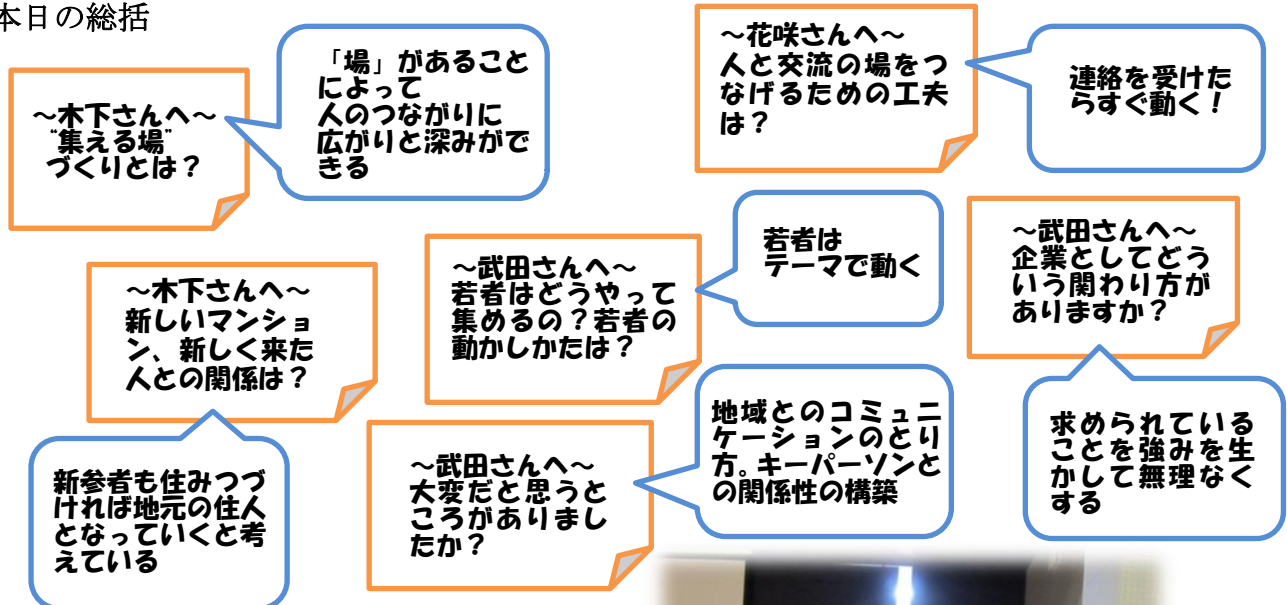 本日の総括
～木下さんへ～
“集える場”
づくりとは？
「場」があること
によって
人のつながりに
広がりと深みがで
きる
～花咲さんへ～
人と交流の場をつ
なげるための工夫
は？
連絡を受けた
らすぐ動く！
～木下さんへ～
新しいマンショ
ン、新しく来た
人との関係は？
新参者も住みつづ
ければ地元の住人
となっていくと考
えている
～武田さんへ～
若者はどうやって
集めるの？若者の
動かしかたは？
若者は
テーマで動く
～武田さんへ～
企業としてどう
いう関わり方が
ありますか？
求められている
ことを強みを生
かして無理なく
する
～武田さんへ～
大変だと思うと
ころがありまし
たか？
地域とのコミュニ
ケーションのとり
方。キーパーソンと
の関係性の構築